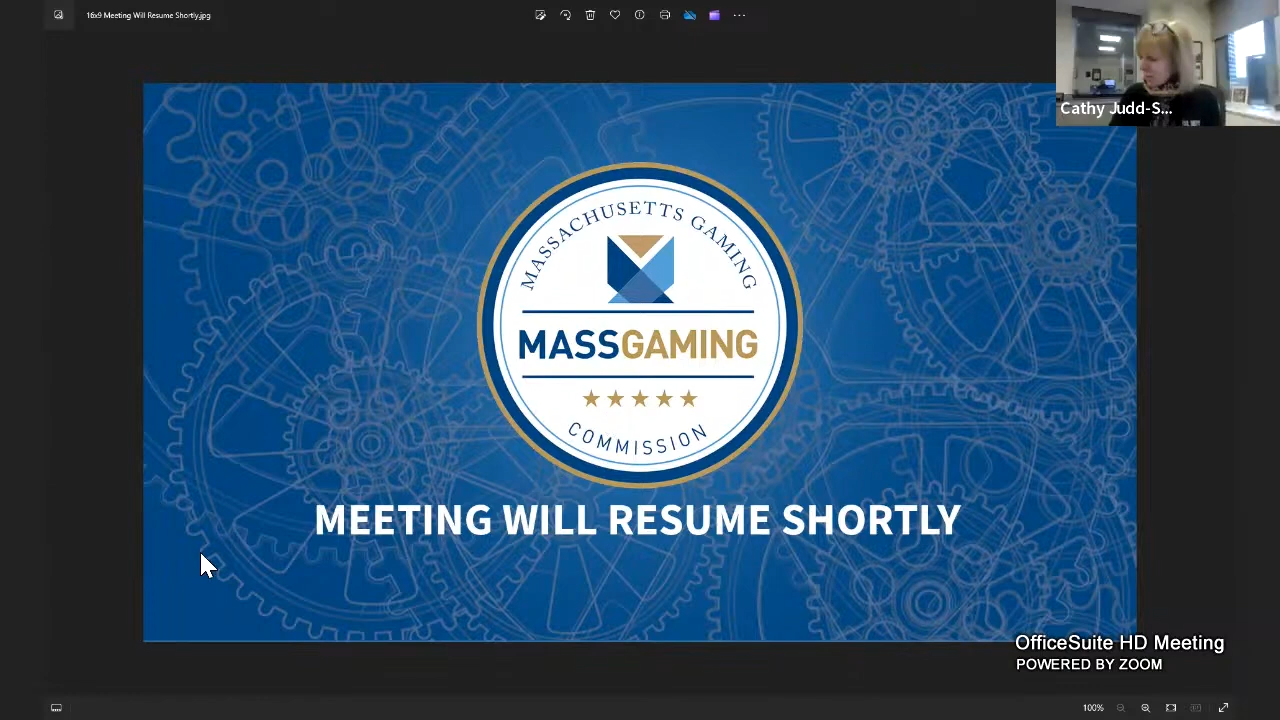 16x9 Meeting Will Resume Shortly.jpg
Cathy Judd-S...
MASSACHUSETTS GAMING
MASSGAMING
COMMISSION
MEETING WILL RESUME SHORTLY
OfficeSuite HD Meeting
POWERED BY ZOOM
100%